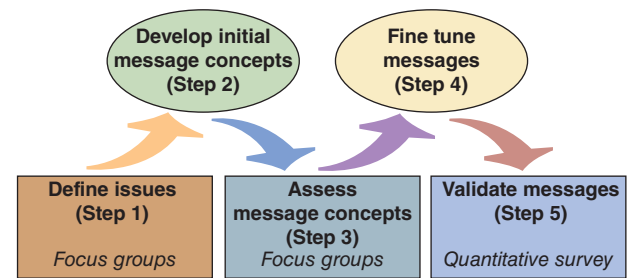 Develop initial
message concepts
(Step 2)
Fine tune
messages
(Step 4)
Define issues
(Step 1)
Focus groups
Assess
message concepts
(Step 3)
Focus groups
Validate messages
(Step 5)
Quantitative survey